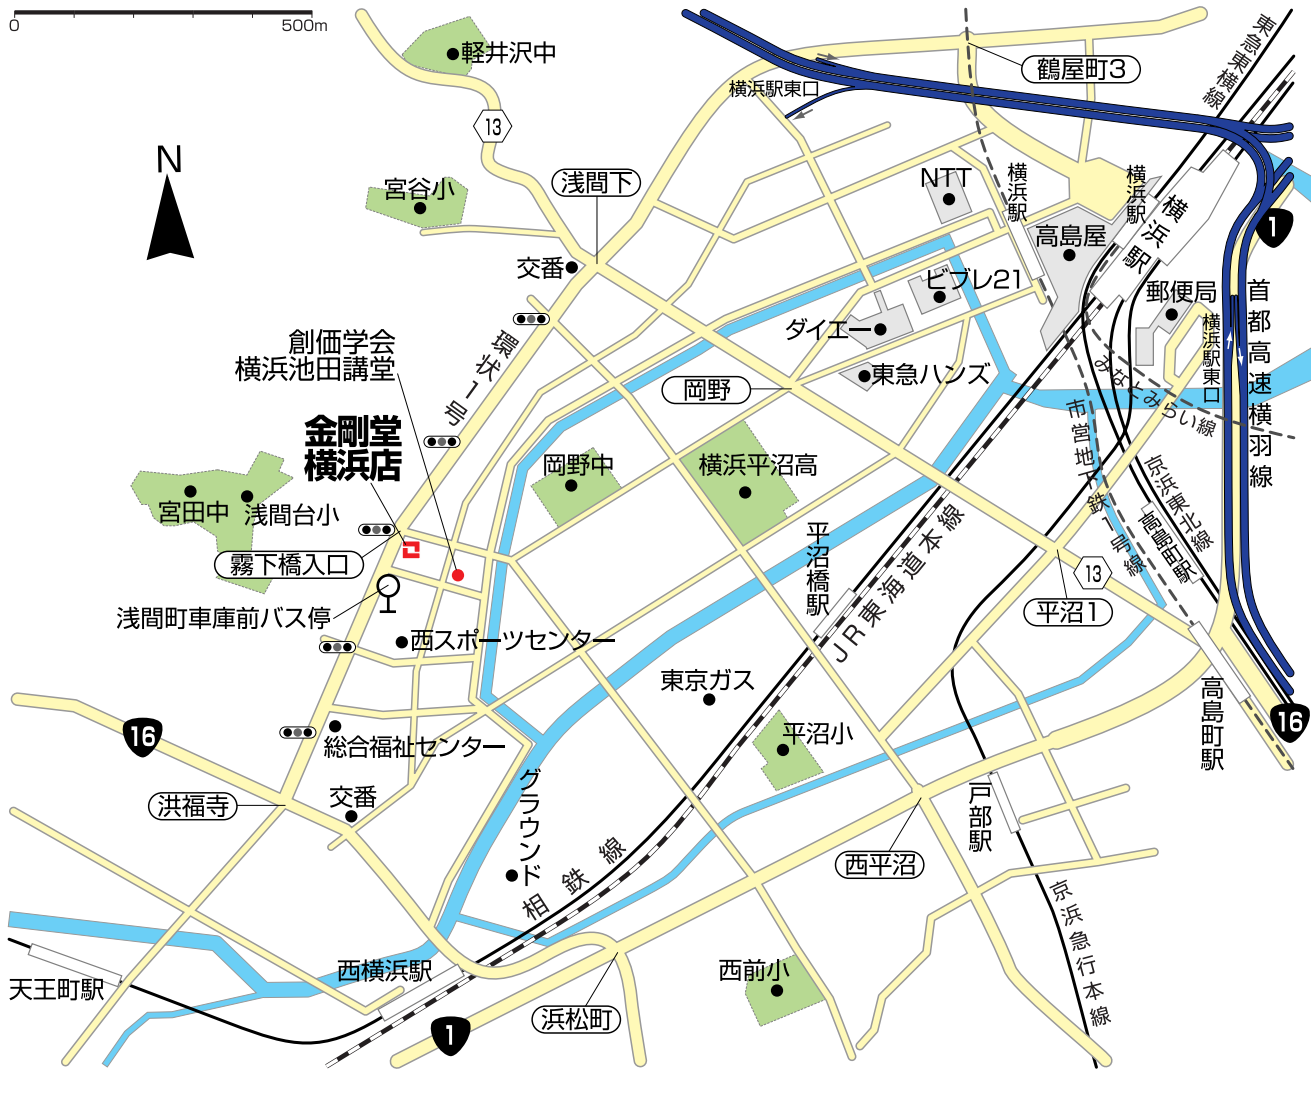 0
500m
N
軽井沢中
13
宮谷小
浅間下
交番
鶴屋町3
横浜駅東口
東急東横線
NTT
横浜駅
横浜駅
横浜駅
高島屋
ビブレ21
ダイエー
東急ハンズ
郵便局
横浜駅東口
首都高速横羽線
1
みなとみらい線
市営地下鉄1号線
京浜東北線
高島町駅
環状1号
創価学会
横浜池田講堂
金剛堂
横浜店
岡野
岡野中
横浜平沼高
宮田中
浅間台小
霧下橋入口
浅間町車庫前バス停
西スポーツセンター
平沼橋駅
JR東海道本線
13
平沼1
東京ガス
平沼小
高島町駅
16
16
総合福祉センター
交番
洪福寺
グラウンド
相鉄線
戸部駅
西平沼
京浜急行本線
西横浜駅
天王町駅
西前小
浜松町
1